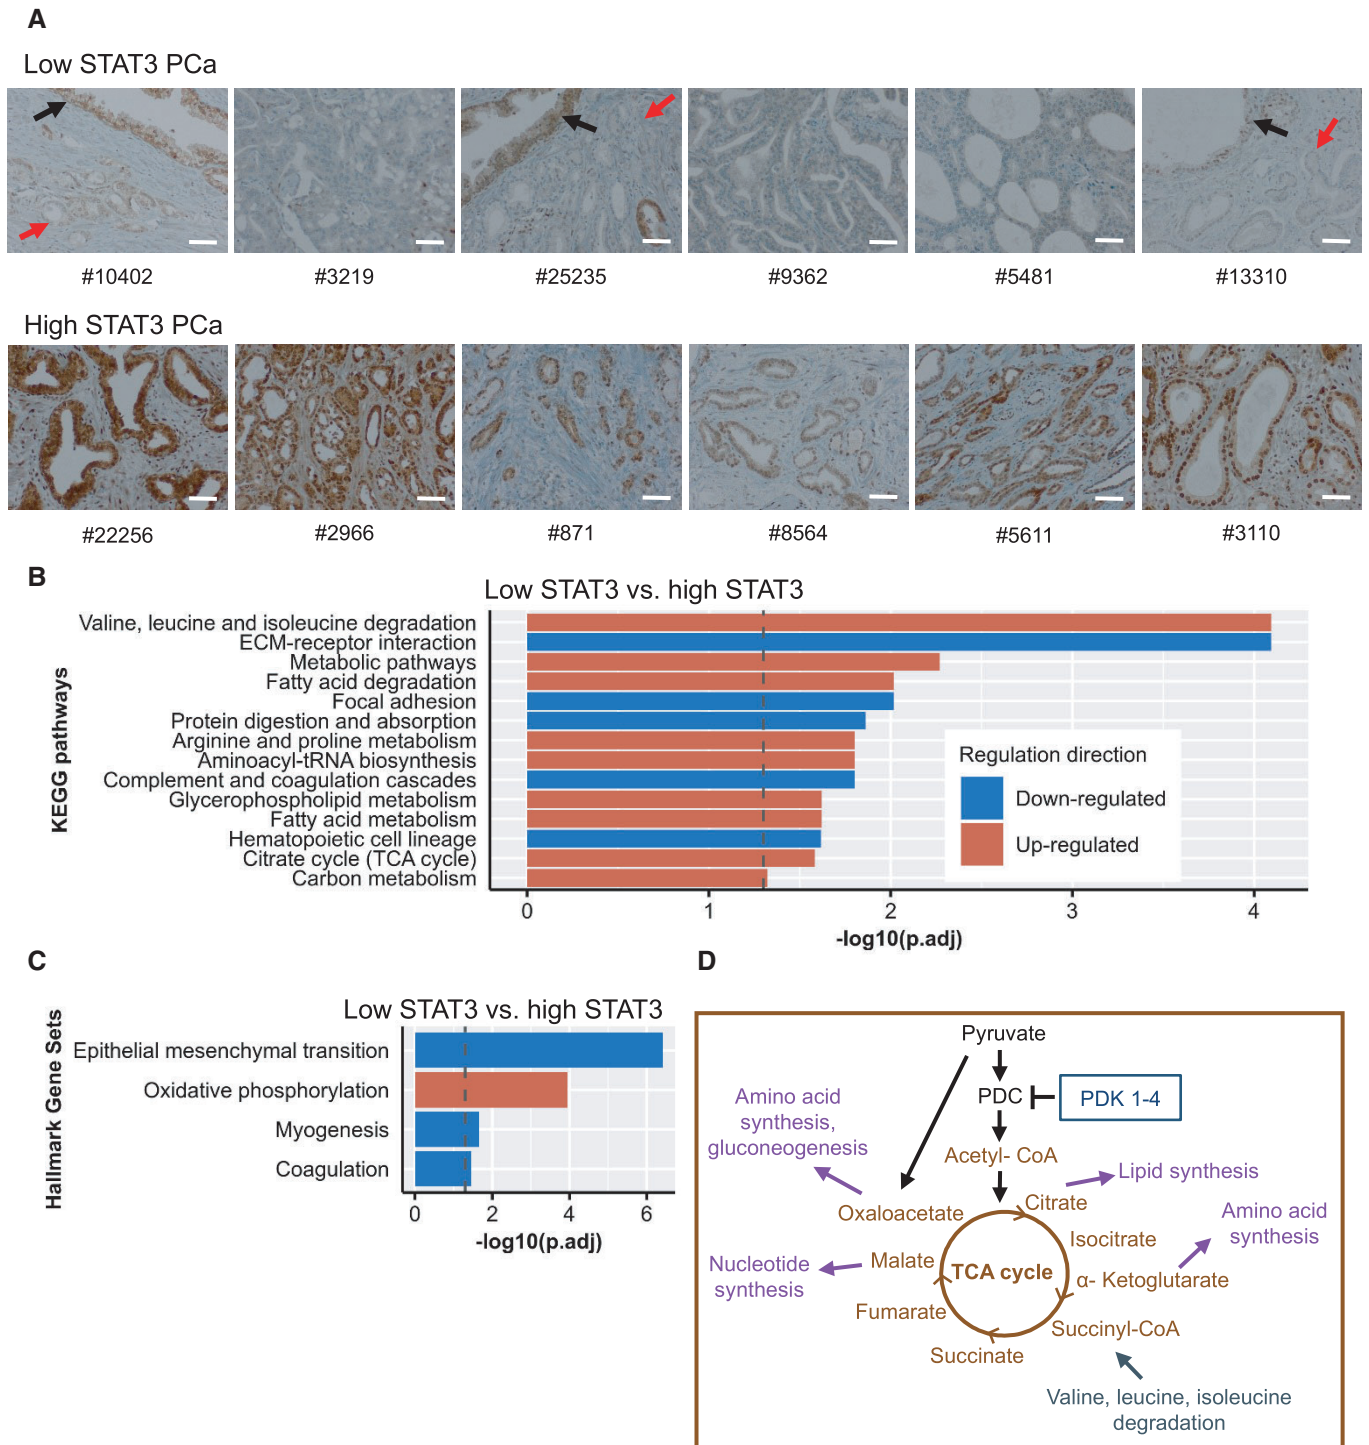 A
Low STAT3 PCa
#10402
#3219
#25235
#9362
#5481
#13310
High STAT3 PCa
#22256
#2966
#871
#8564
#5611
#3110
B
Low STAT3 vs. high STAT3
KEGG pathways
Valine, leucine and isoleucine degradation
ECM-receptor interaction
Metabolic pathways
Fatty acid degradation
Focal adhesion
Protein digestion and absorption
Arginine and proline metabolism
Aminoacyl-tRNA biosynthesis
Complement and coagulation cascades
Glycerophospholipid metabolism
Fatty acid metabolism
Hematopoietic cell lineage
Citrate cycle (TCA cycle)
Carbon metabolism
Regulation direction
Down-regulated
Up-regulated
0 1 2 3 4
-log10(p.adj)
C
Low STAT3 vs. high STAT3
Hallmark Gene Sets
Epithelial mesenchymal transition
Oxidative phosphorylation
Myogenesis
Coagulation
0 2 4 6
-log10(p.adj)
D
Pyruvate
PDC
PDK 1-4
Acetyl- CoA
Amino acid
synthesis,
gluconeogenesis
Lipid synthesis
Oxaloacetate
Citrate
Amino acid
synthesis
Isocitrate
Malate
TCA cycle
α- Ketoglutarate
Nucleotide
synthesis
Fumarate
Succinyl-CoA
Succinate
Valine, leucine, isoleucine
degradation